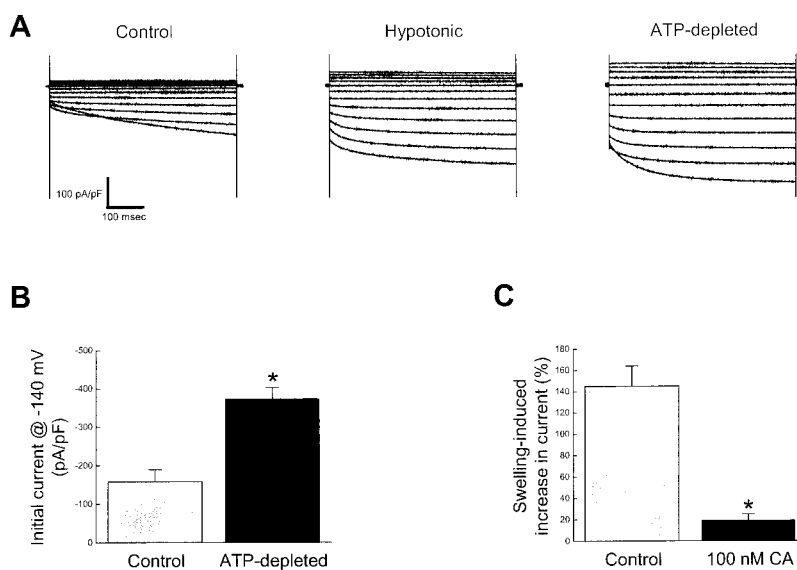 A
Control
Hypotonic
ATP-depleted
100 pA/pF
100 msec
B
Initial current @ -140 mV
(pA/pF)
-500
-400
-300
-200
-100
0
Control
ATP-depleted
*
C
Swelling-induced
increase in current (%)
180
160
140
120
100
80
60
40
20
0
Control
100 nM CA
*